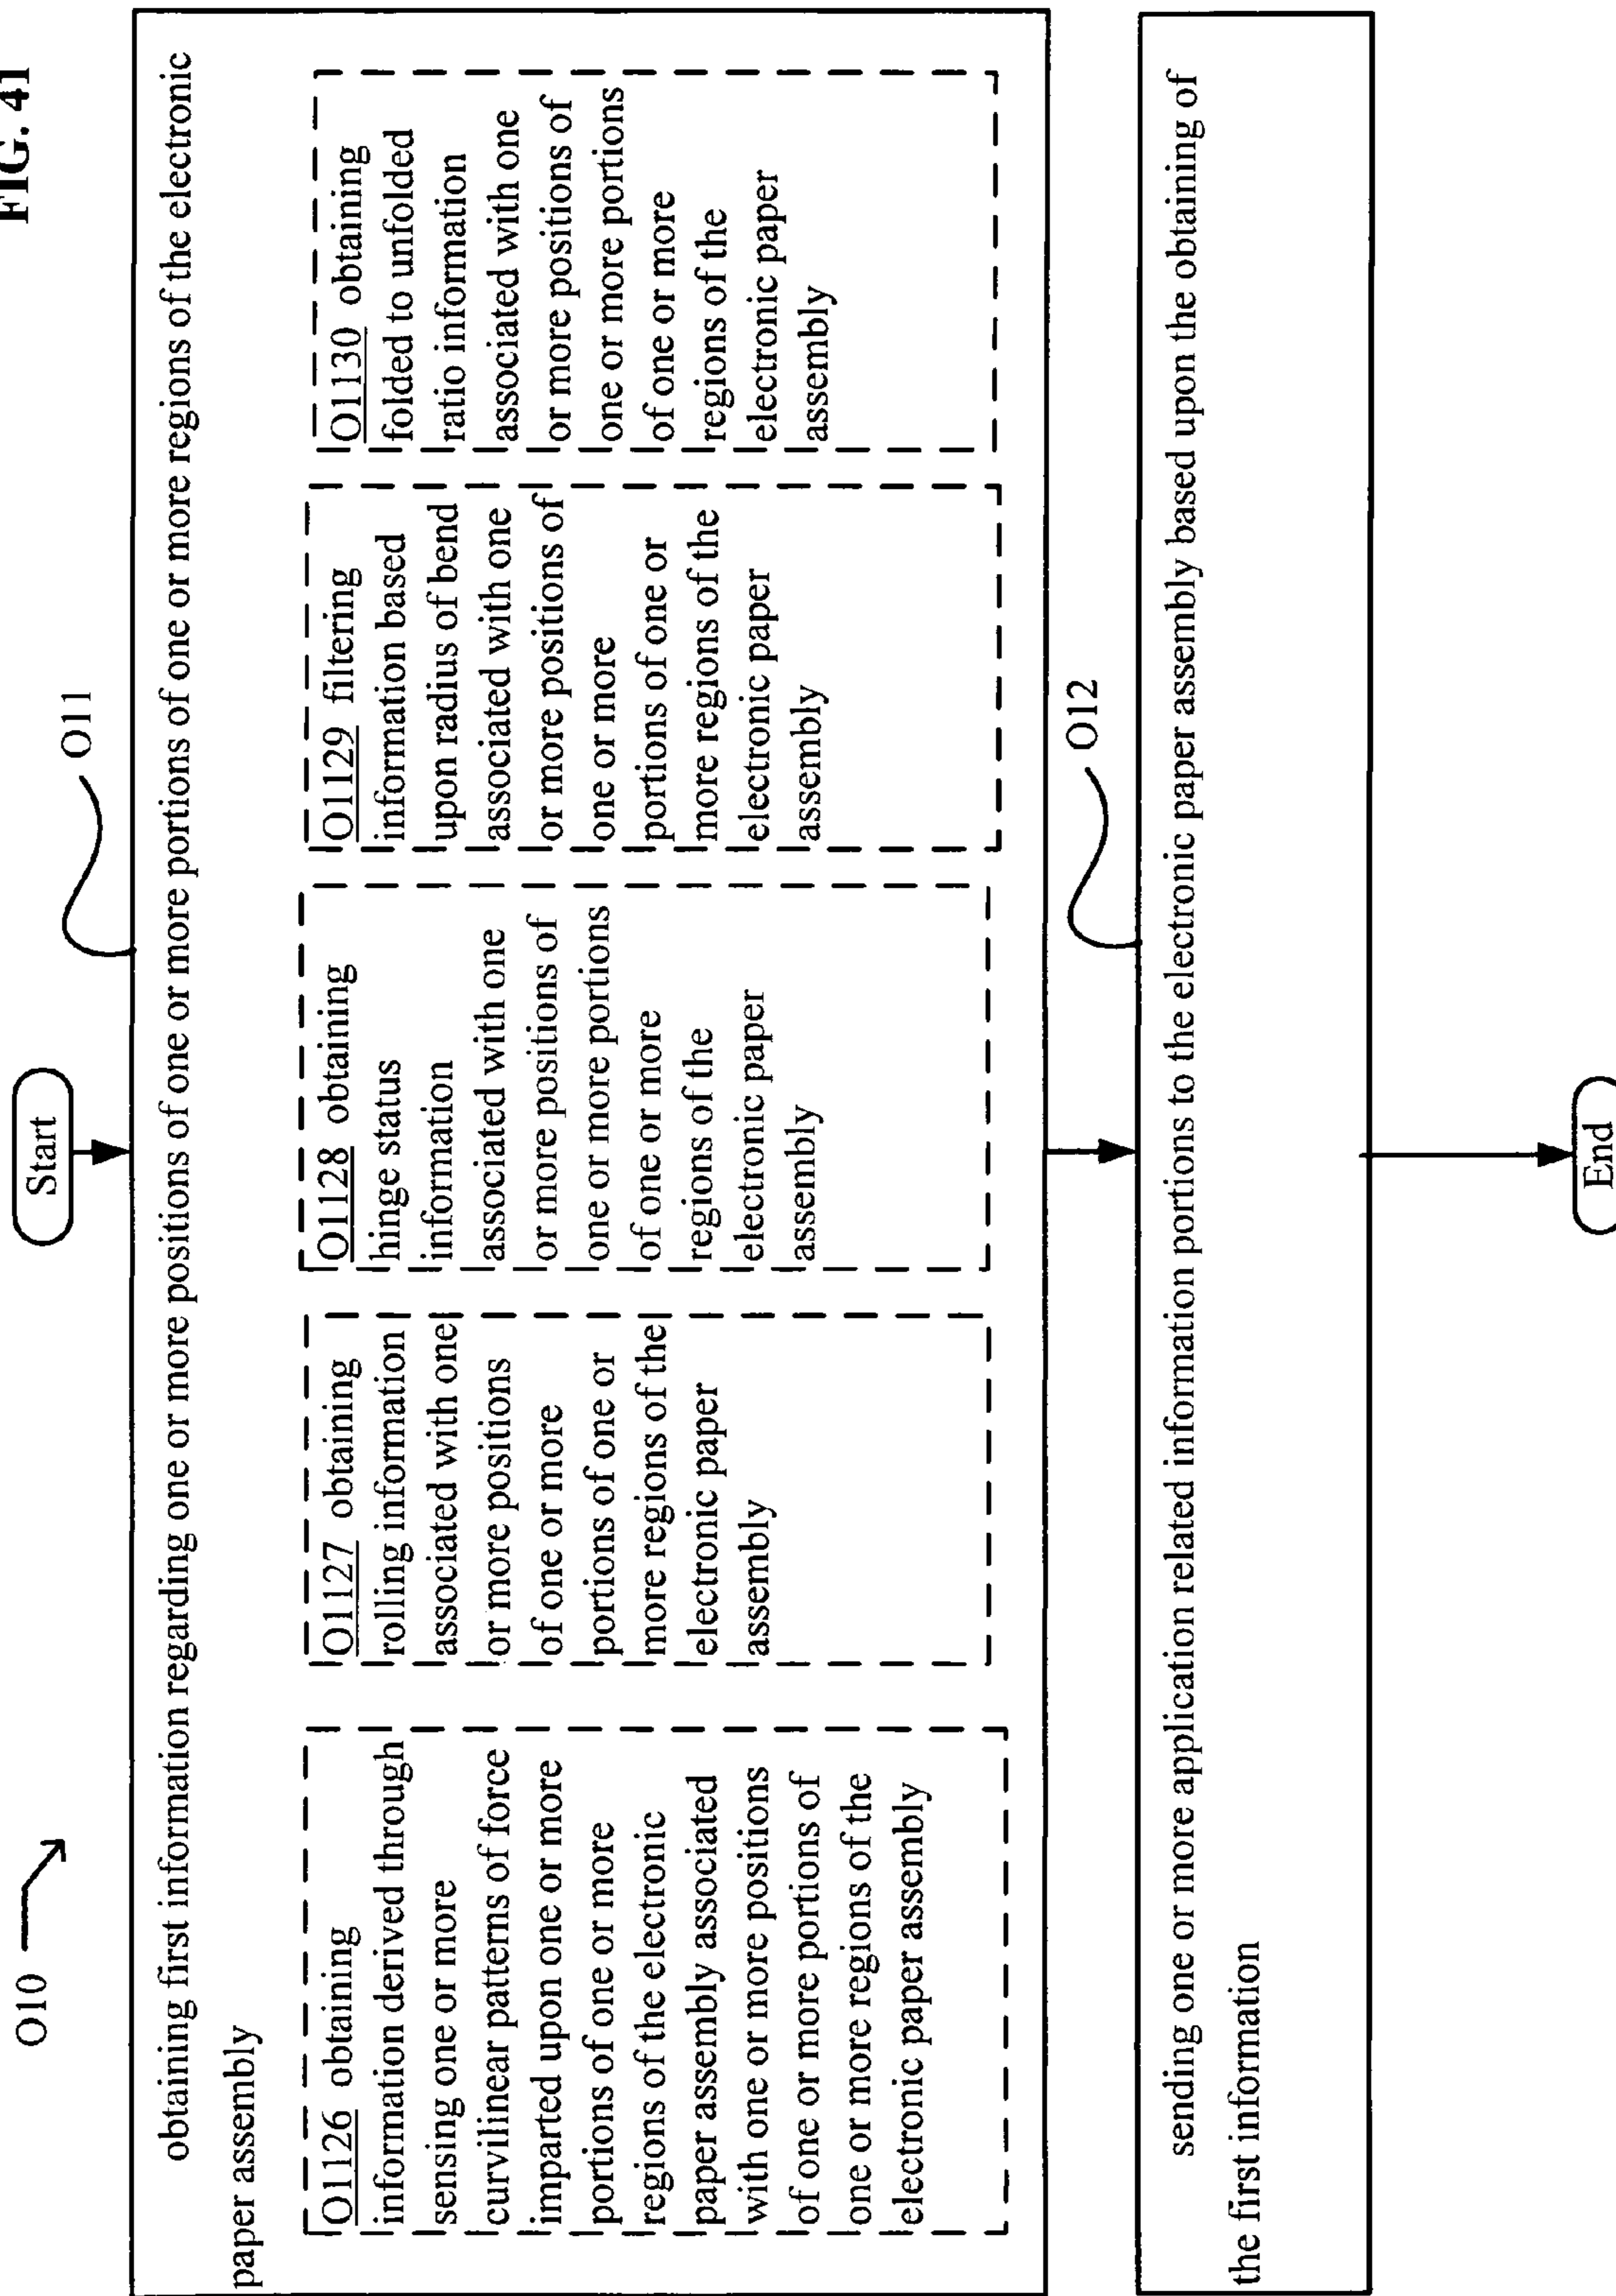 FIG. 41
O10
Start
O11
obtaining first information regarding one or more positions of one or more portions of one or more regions of the electronic
paper assembly
O1126 obtaining
information derived through
sensing one or more
curvilinear patterns of force
imparted upon one or more
portions of one or more
regions of the electronic
paper assembly associated
with one or more positions
of one or more portions of
one or more regions of the
electronic paper assembly
O1127 obtaining
rolling information
associated with one
or more positions
of one or more
portions of one or
more regions of the
electronic paper
assembly
O1128 obtaining
hinge status
information
associated with one
or more positions of
one or more portions
of one or more
regions of the
electronic paper
assembly
O1129 filtering
information based
upon radius of bend
associated with one
or more positions of
one or more
portions of one or
more regions of the
electronic paper
assembly
O1130 obtaining
folded to unfolded
ratio information
associated with one
or more positions of
one or more portions
of one or more
regions of the
electronic paper
assembly
O12
sending one or more application related information portions to the electronic paper assembly based upon the obtaining of
the first information
End